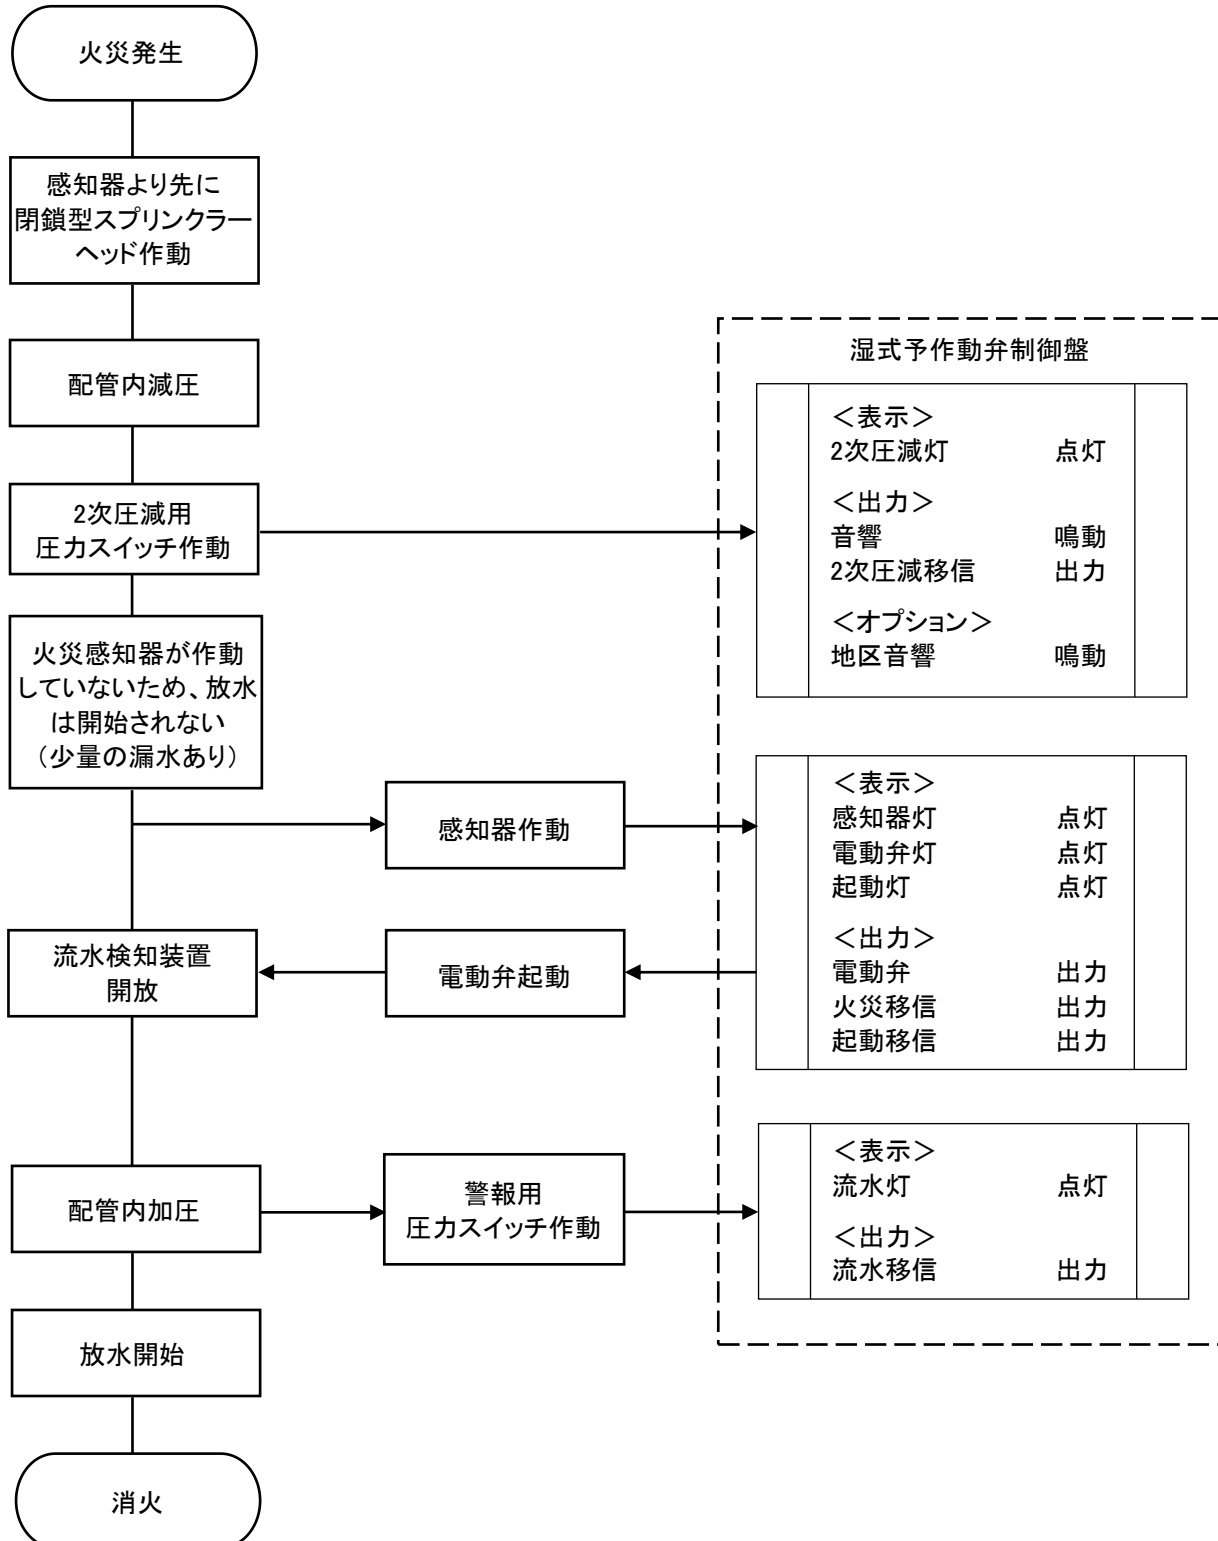 火災発生
感知器より先に
閉鎖型スプリンクラー
ヘッド作動
配管内減圧
2次圧減用
圧力スイッチ作動
火災感知器が作動
していないため、放水
は開始されない
（少量の漏水あり）
感知器作動
流水検知装置
開放
電動弁起動
配管内加圧
警報用
圧力スイッチ作動
放水開始
消火
湿式予作動弁制御盤
＜表示＞
2次圧減灯 点灯
＜出力＞
音響 鳴動
2次圧減移信 出力
＜オプション＞
地区音響 鳴動
＜表示＞
感知器灯 点灯
電動弁灯 点灯
起動灯 点灯
＜出力＞
電動弁 出力
火災移信 出力
起動移信 出力
＜表示＞
流水灯 点灯
＜出力＞
流水移信 出力